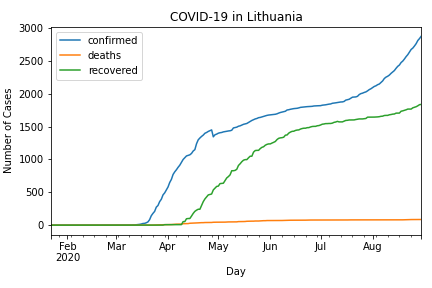 COVID-19 in Lithuania
confirmed
deaths
recovered
Number of Cases
3000
2500
2000
1500
1000
500
0
Feb Mar Apr May Jun Jul Aug
2020
Day